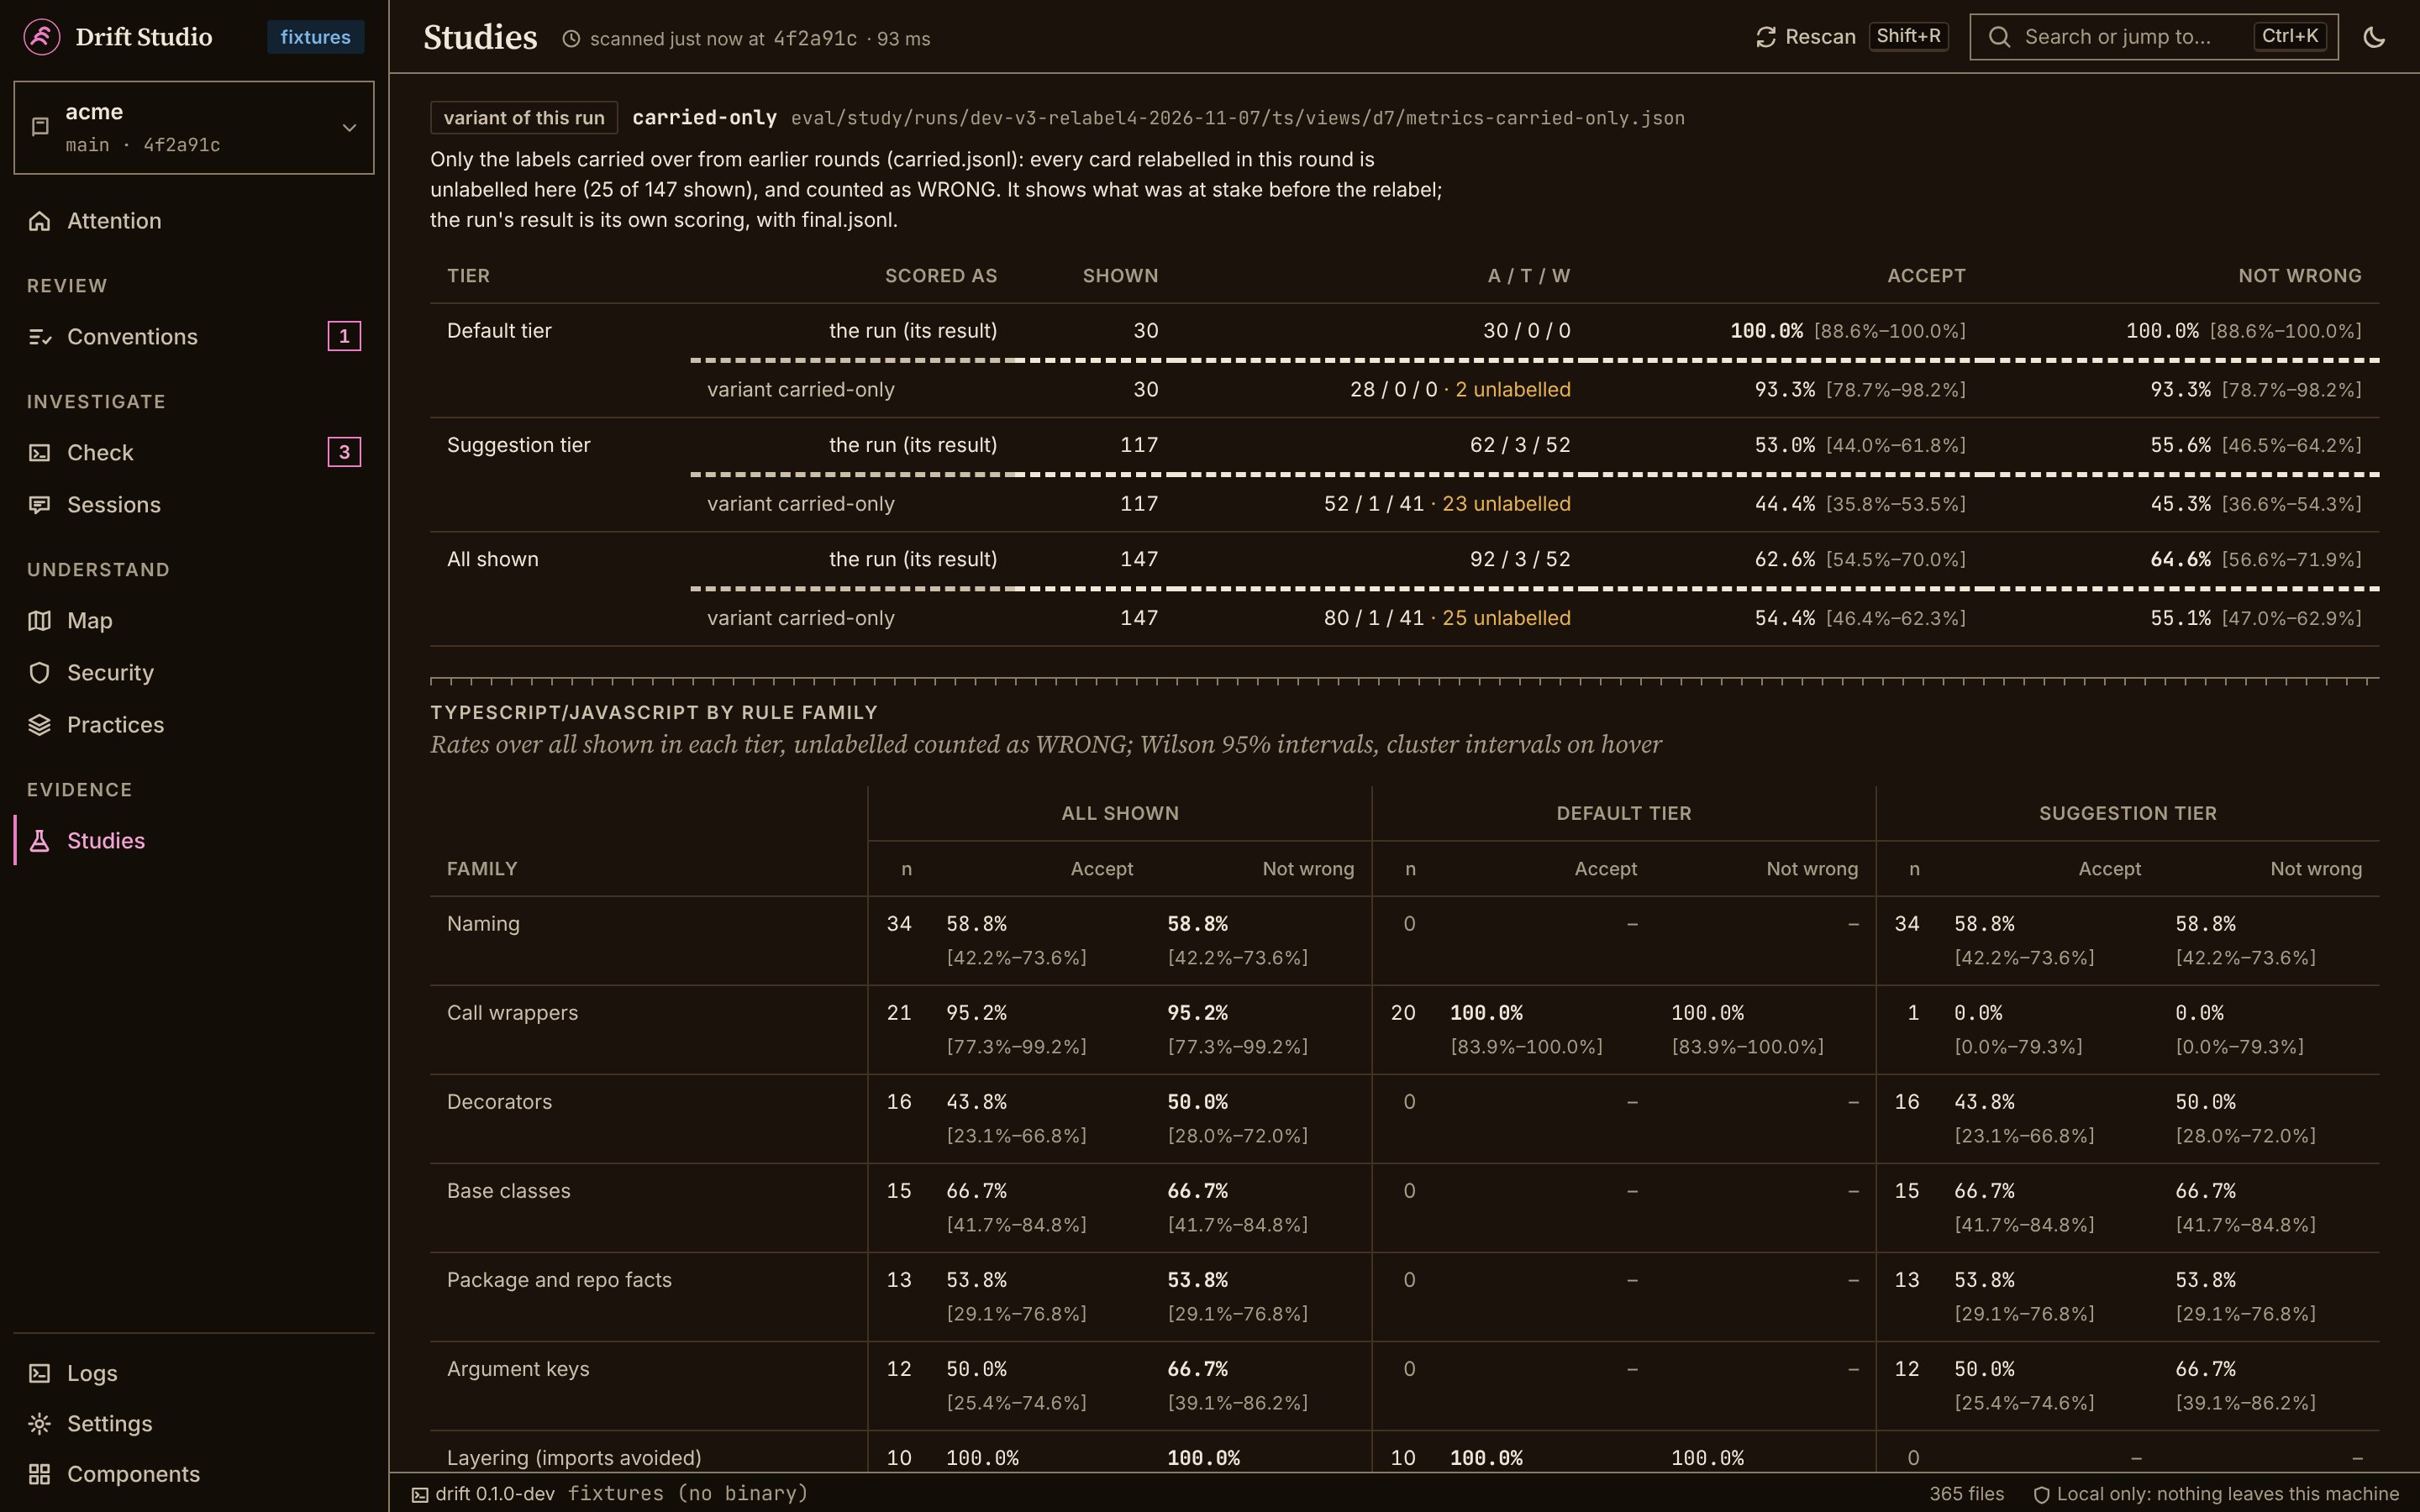 Drift Studio
fixtures
acme
main · 4f2a91c
Attention
REVIEW
Conventions 1
INVESTIGATE
Check 3
Sessions
UNDERSTAND
Map
Security
Practices
EVIDENCE
Studies
Logs
Settings
Components
Studies scanned just now at 4f2a91c · 93 ms
Rescan Shift+R
Search or jump to... Ctrl+K
variant of this run carried-only eval/study/runs/dev-v3-relabel4-2026-11-07/ts/views/d7/metrics-carried-only.json
Only the labels carried over from earlier rounds (carried.jsonl): every card relabelled in this round is
unlabelled here (25 of 147 shown), and counted as WRONG. It shows what was at stake before the relabel;
the run's result is its own scoring, with final.jsonl.
TIER SCORED AS SHOWN A / T / W ACCEPT NOT WRONG
Default tier the run (its result) 30 30 / 0 / 0 100.0% [88.6%–100.0%] 100.0% [88.6%–100.0%]
variant carried-only 30 28 / 0 / 0 · 2 unlabelled 93.3% [78.7%–98.2%] 93.3% [78.7%–98.2%]
Suggestion tier the run (its result) 117 62 / 3 / 52 53.0% [44.0%–61.8%] 55.6% [46.5%–64.2%]
variant carried-only 117 52 / 1 / 41 · 23 unlabelled 44.4% [35.8%–53.5%] 45.3% [36.6%–54.3%]
All shown the run (its result) 147 92 / 3 / 52 62.6% [54.5%–70.0%] 64.6% [56.6%–71.9%]
variant carried-only 147 80 / 1 / 41 · 25 unlabelled 54.4% [46.4%–62.3%] 55.1% [47.0%–62.9%]
TYPESCRIPT/JAVASCRIPT BY RULE FAMILY
Rates over all shown in each tier, unlabelled counted as WRONG; Wilson 95% intervals, cluster intervals on hover
ALL SHOWN DEFAULT TIER SUGGESTION TIER
FAMILY n Accept Not wrong n Accept Not wrong n Accept Not wrong
Naming 34 58.8% 58.8% 0 – – 34 58.8% 58.8%
[42.2%–73.6%] [42.2%–73.6%] [42.2%–73.6%] [42.2%–73.6%]
Call wrappers 21 95.2% 95.2% 20 100.0% 100.0% 1 0.0% 0.0%
[77.3%–99.2%] [77.3%–99.2%] [83.9%–100.0%] [83.9%–100.0%] [0.0%–79.3%] [0.0%–79.3%]
Decorators 16 43.8% 50.0% 0 – – 16 43.8% 50.0%
[23.1%–66.8%] [28.0%–72.0%] [23.1%–66.8%] [28.0%–72.0%]
Base classes 15 66.7% 66.7% 0 – – 15 66.7% 66.7%
[41.7%–84.8%] [41.7%–84.8%] [41.7%–84.8%] [41.7%–84.8%]
Package and repo facts 13 53.8% 53.8% 0 – – 13 53.8% 53.8%
[29.1%–76.8%] [29.1%–76.8%] [29.1%–76.8%] [29.1%–76.8%]
Argument keys 12 50.0% 66.7% 0 – – 12 50.0% 66.7%
[25.4%–74.6%] [39.1%–86.2%] [25.4%–74.6%] [39.1%–86.2%]
Layering (imports avoided) 10 100.0% 100.0% 10 100.0% 100.0% 0 – –
drift 0.1.0-dev fixtures (no binary)
365 files Local only: nothing leaves this machine